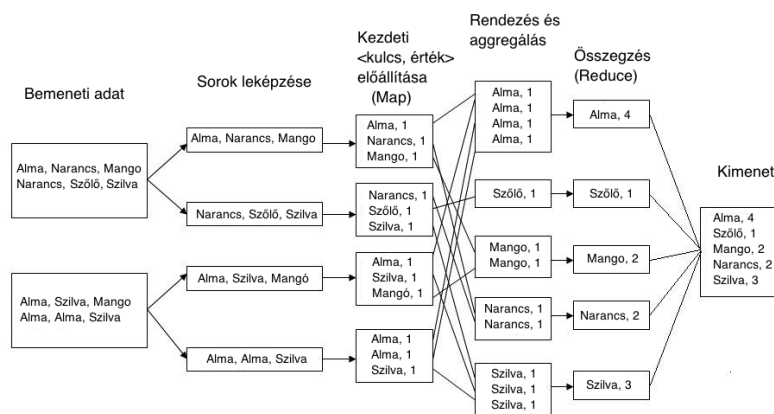 Bemeneti adat
Alma, Narancs, Mango
Narancs, Szőlő, Szilva
Alma, Szilva, Mango
Alma, Alma, Szilva
Sorok leképzése
Alma, Narancs, Mango
Narancs, Szőlő, Szilva
Alma, Szilva, Mangó
Alma, Alma, Szilva
Kezdeti
<kulcs, érték>
előállítása
(Map)
Alma, 1
Narancs, 1
Mango, 1
Narancs, 1
Szőlő, 1
Szilva, 1
Alma, 1
Szilva, 1
Mangó, 1
Alma, 1
Alma, 1
Szilva, 1
Rendezés és
aggregálás
Alma, 1
Alma, 1
Alma, 1
Alma, 1
Szőlő, 1
Mango, 1
Mango, 1
Narancs, 1
Narancs, 1
Szilva, 1
Szilva, 1
Szilva, 1
Összegzés
(Reduce)
Alma, 4
Szőlő, 1
Mango, 2
Narancs, 2
Szilva, 3
Kimenet
Alma, 4
Szőlő, 1
Mango, 2
Narancs, 2
Szilva, 3